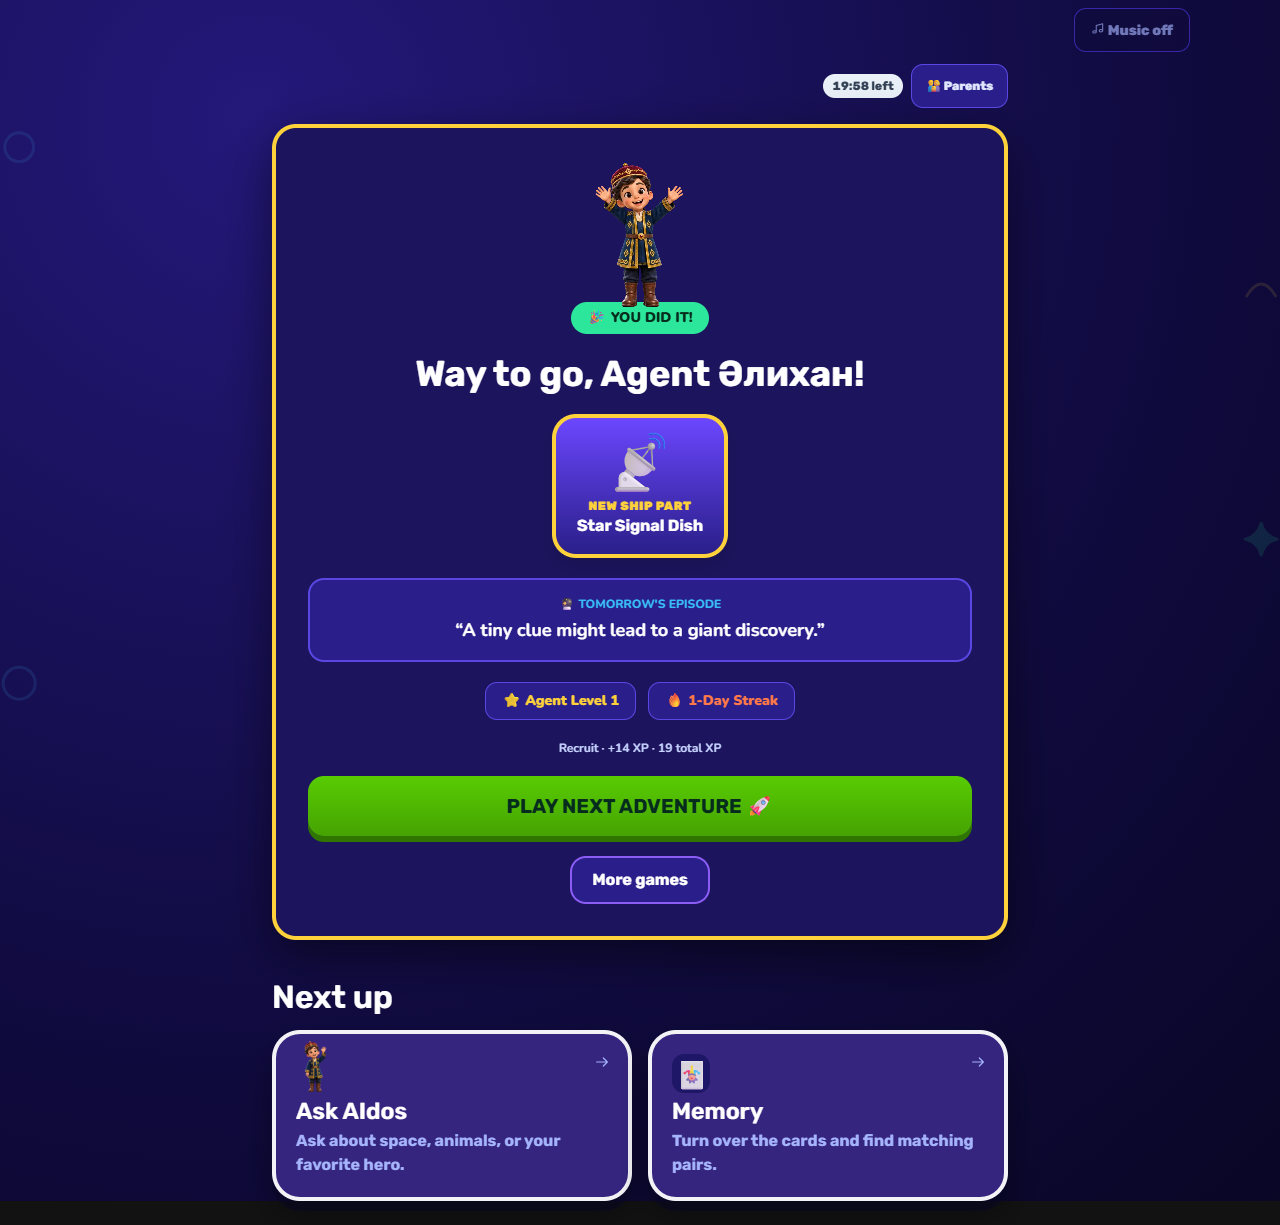 Music off
19:58 left
Parents
YOU DID IT!
Way to go, Agent Әлихан!
NEW SHIP PART
Star Signal Dish
TOMORROW'S EPISODE
“A tiny clue might lead to a giant discovery.”
Agent Level 1
1-Day Streak
Recruit · +14 XP · 19 total XP
PLAY NEXT ADVENTURE
More games
Next up
Ask Aldos
Ask about space, animals, or your
favorite hero.
Memory
Turn over the cards and find matching
pairs.